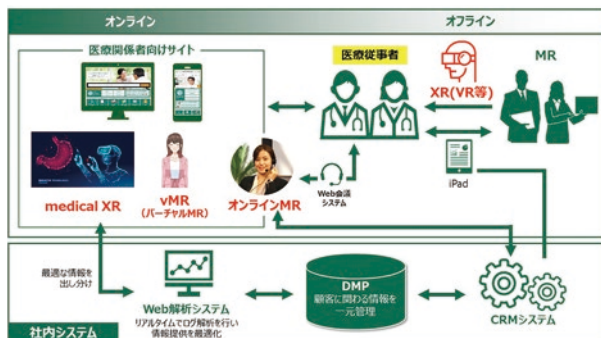 オンライン
オフライン
医療関係者向けサイト
医療従事者
XR(VR等)
MR
medical XR
vMR
(バーチャルMR)
オンラインMR
Web会議
システム
iPad
最適な情報を
出し分け
Web解析システム
リアルタイムでログ解析を行い
情報提供を最適化
DMP
顧客に関わる情報を
一元管理
CRMシステム
社内システム